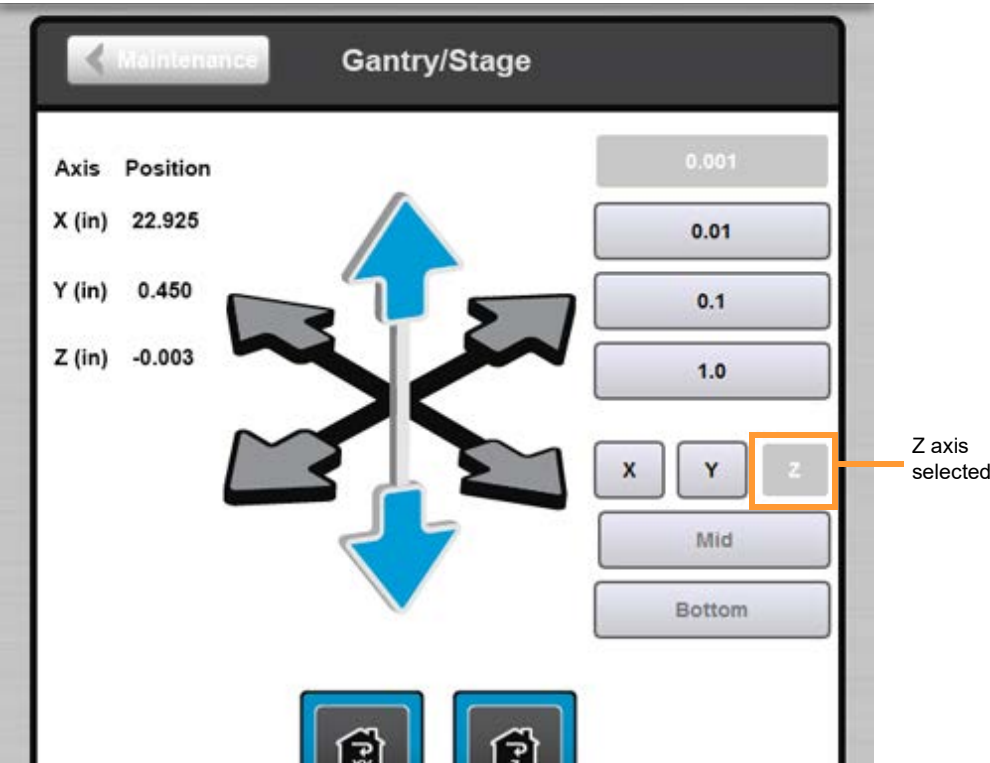 Maintenance
Gantry/Stage
Axis Position
X (in) 22.925
Y (in) 0.450
Z (in) -0.003
0.001
0.01
0.1
1.0
X Y Z
Z axis
selected
Mid
Bottom